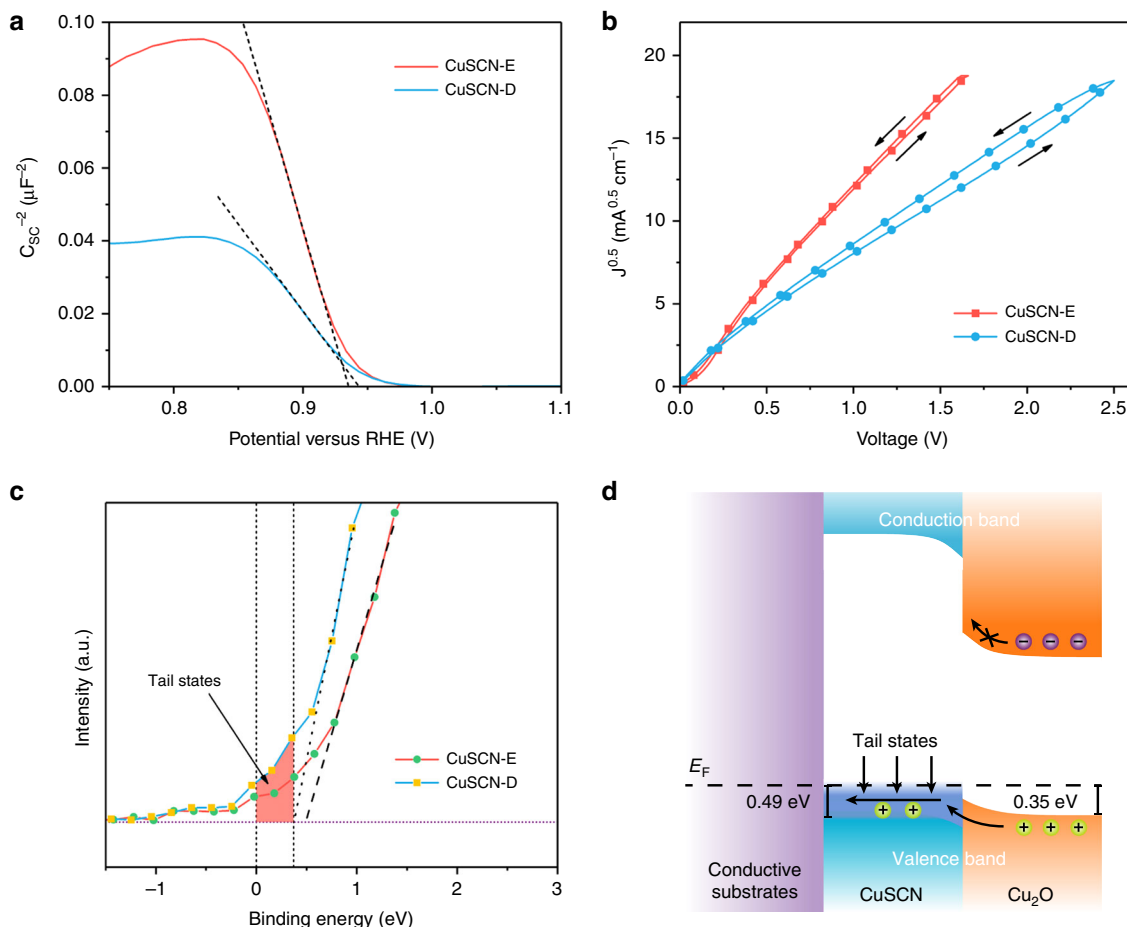 a
0.10
0.08
0.06
0.04
0.02
0.00
C_SC^−2 (μF^−2)
CuSCN-E
CuSCN-D
0.8 0.9 1.0 1.1
Potential versus RHE (V)
b
20
15
10
5
0
J^0.5 (mA^0.5 cm^−1)
CuSCN-E
CuSCN-D
0.0 0.5 1.0 1.5 2.0 2.5
Voltage (V)
c
Intensity (a.u.)
Tail states
CuSCN-E
CuSCN-D
−1 0 1 2 3
Binding energy (eV)
d
Conduction band
Tail states
E_F
0.49 eV
0.35 eV
Valence band
Conductive
substrates
CuSCN
Cu₂O